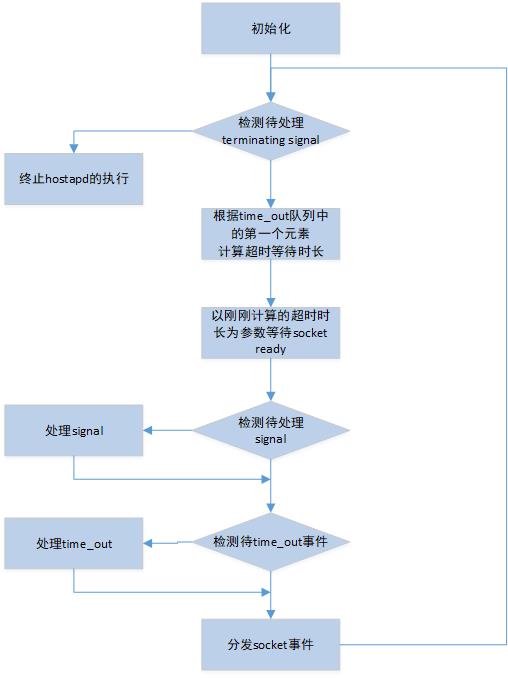 初始化
检测待处理
terminating signal
终止hostapd的执行
根据time_out队列中
的第一个元素
计算超时等待时长
以刚刚计算的超时时
长为参数等待socket
ready
检测待处理
signal
处理signal
检测待time_out事件
处理time_out
分发socket事件